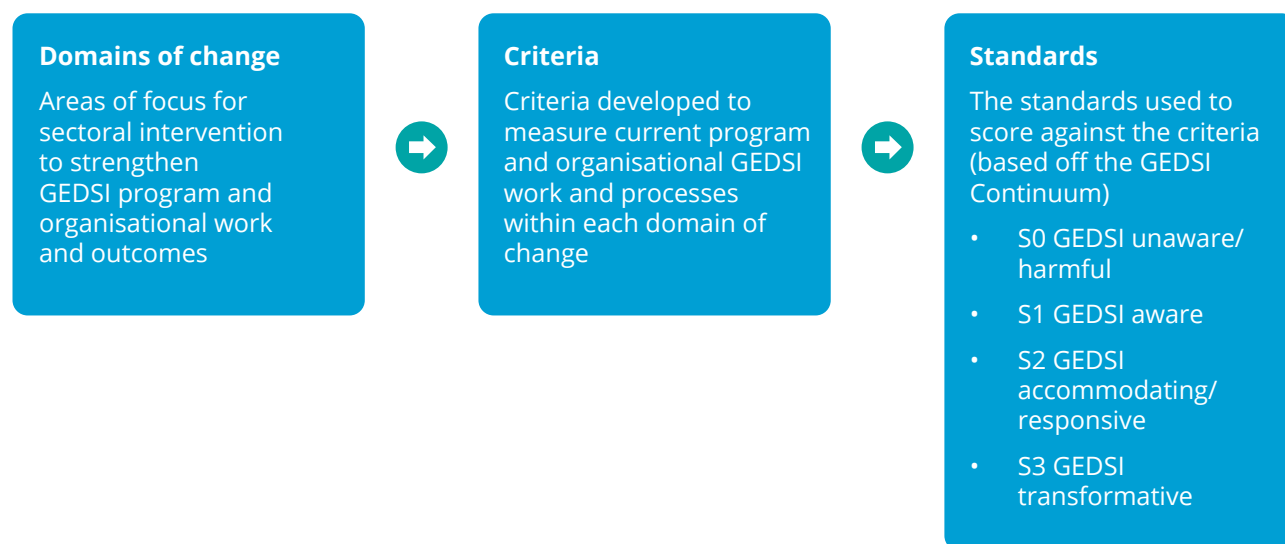 Domains of change
Areas of focus for
sectoral intervention
to strengthen
GEDSI program and
organisational work
and outcomes
Criteria
Criteria developed to
measure current program
and organisational GEDSI
work and processes
within each domain of
change
Standards
The standards used to
score against the criteria
(based off the GEDSI
Continuum)
• S0 GEDSI unaware/
harmful
• S1 GEDSI aware
• S2 GEDSI
accommodating/
responsive
• S3 GEDSI
transformative